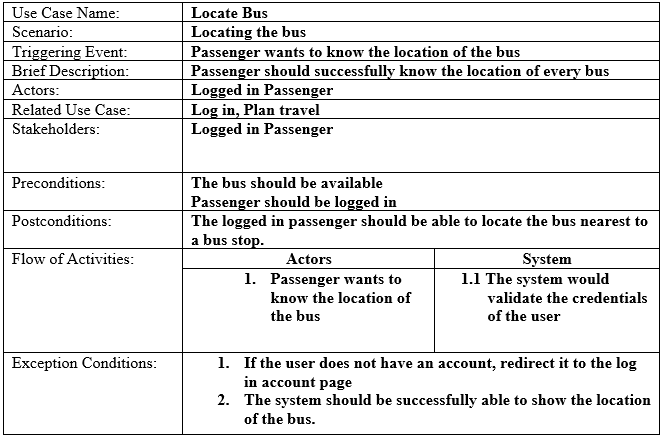 Use Case Name: Locate Bus
Scenario: Locating the bus
Triggering Event: Passenger wants to know the location of the bus
Brief Description: Passenger should successfully know the location of every bus
Actors: Logged in Passenger
Related Use Case: Log in, Plan travel
Stakeholders: Logged in Passenger
Preconditions: The bus should be available
Passenger should be logged in
Postconditions: The logged in passenger should be able to locate the bus nearest to
a bus stop.
Flow of Activities: Actors System
1. Passenger wants to 1.1 The system would
know the location of validate the credentials
the bus of the user
Exception Conditions: 1. If the user does not have an account, redirect it to the log
in account page
2. The system should be successfully able to show the location
of the bus.